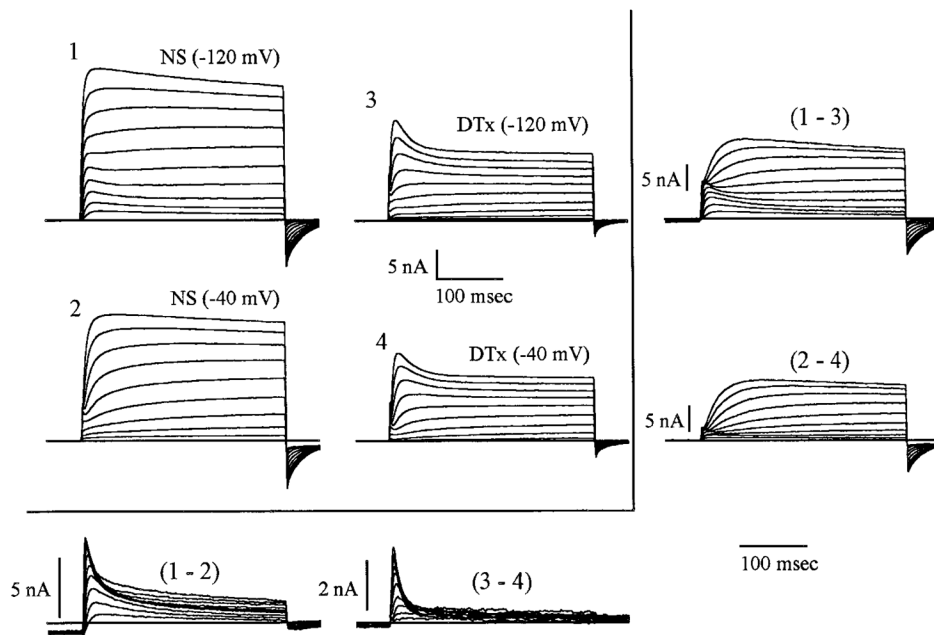 1
NS (-120 mV)
3
DTx (-120 mV)
(1 - 3)
5 nA
5 nA
100 msec
2
NS (-40 mV)
4
DTx (-40 mV)
(2 - 4)
5 nA
5 nA
(1 - 2)
2 nA
(3 - 4)
100 msec